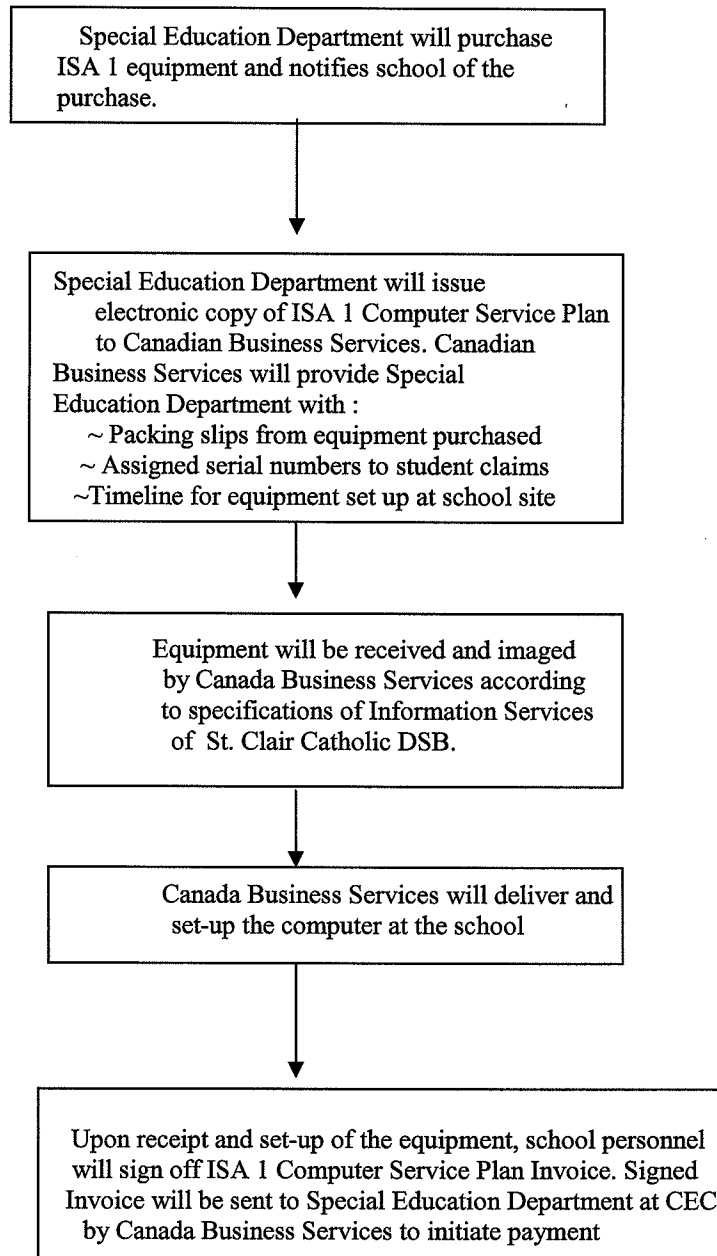 Special Education Department will purchase
ISA 1 equipment and notifies school of the
purchase.
Special Education Department will issue
electronic copy of ISA 1 Computer Service Plan
to Canadian Business Services. Canadian
Business Services will provide Special
Education Department with :
~ Packing slips from equipment purchased
~ Assigned serial numbers to student claims
~Timeline for equipment set up at school site
Equipment will be received and imaged
by Canada Business Services according
to specifications of Information Services
of St. Clair Catholic DSB.
Canada Business Services will deliver and
set-up the computer at the school
Upon receipt and set-up of the equipment, school personnel
will sign off ISA 1 Computer Service Plan Invoice. Signed
Invoice will be sent to Special Education Department at CEC
by Canada Business Services to initiate payment